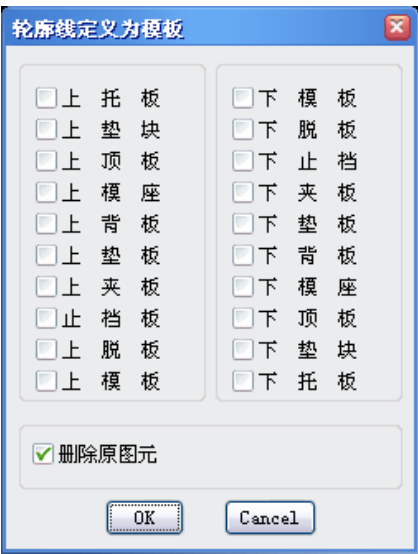 轮廓线定义为模板
上托板
上垫块
上顶板
上模座
上背板
上垫板
上夹板
止档板
上脱板
上模板
下模板
下脱板
下止档
下夹板
下垫板
下背板
下模座
下顶板
下垫块
下托板
删除原图元
OK
Cancel